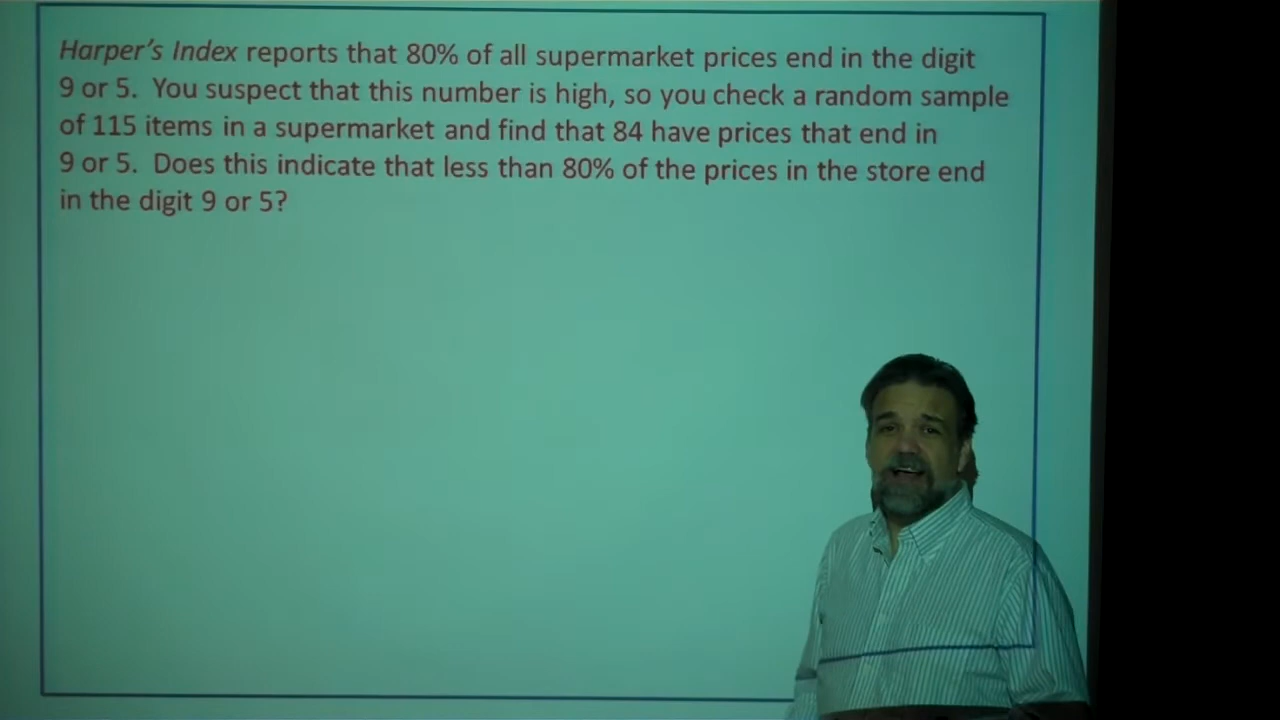 Harper's Index reports that 80% of all supermarket prices end in the digit
9 or 5. You suspect that this number is high, so you check a random sample
of 115 items in a supermarket and find that 84 have prices that end in
9 or 5. Does this indicate that less than 80% of the prices in the store end
in the digit 9 or 5?